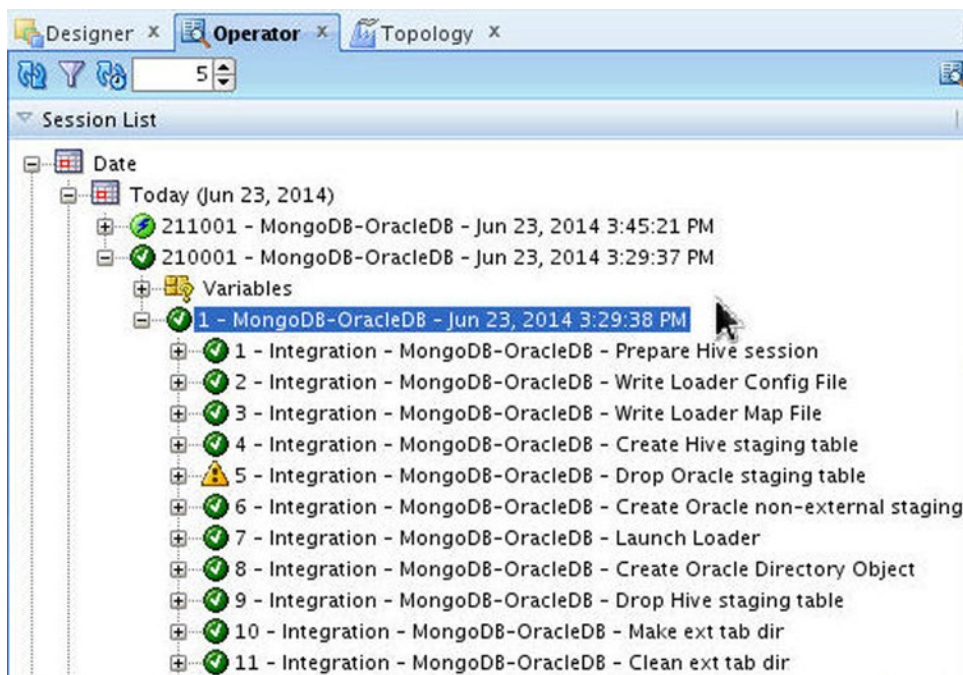 Designer x Operator x Topology x
5
Session List
Date
Today (Jun 23, 2014)
211001 - MongoDB-OracleDB - Jun 23, 2014 3:45:21 PM
210001 - MongoDB-OracleDB - Jun 23, 2014 3:29:37 PM
Variables
1 - MongoDB-OracleDB - Jun 23, 2014 3:29:38 PM
1 - Integration - MongoDB-OracleDB - Prepare Hive session
2 - Integration - MongoDB-OracleDB - Write Loader Config File
3 - Integration - MongoDB-OracleDB - Write Loader Map File
4 - Integration - MongoDB-OracleDB - Create Hive staging table
5 - Integration - MongoDB-OracleDB - Drop Oracle staging table
6 - Integration - MongoDB-OracleDB - Create Oracle non-external staging
7 - Integration - MongoDB-OracleDB - Launch Loader
8 - Integration - MongoDB-OracleDB - Create Oracle Directory Object
9 - Integration - MongoDB-OracleDB - Drop Hive staging table
10 - Integration - MongoDB-OracleDB - Make ext tab dir
11 - Integration - MongoDB-OracleDB - Clean ext tab dir